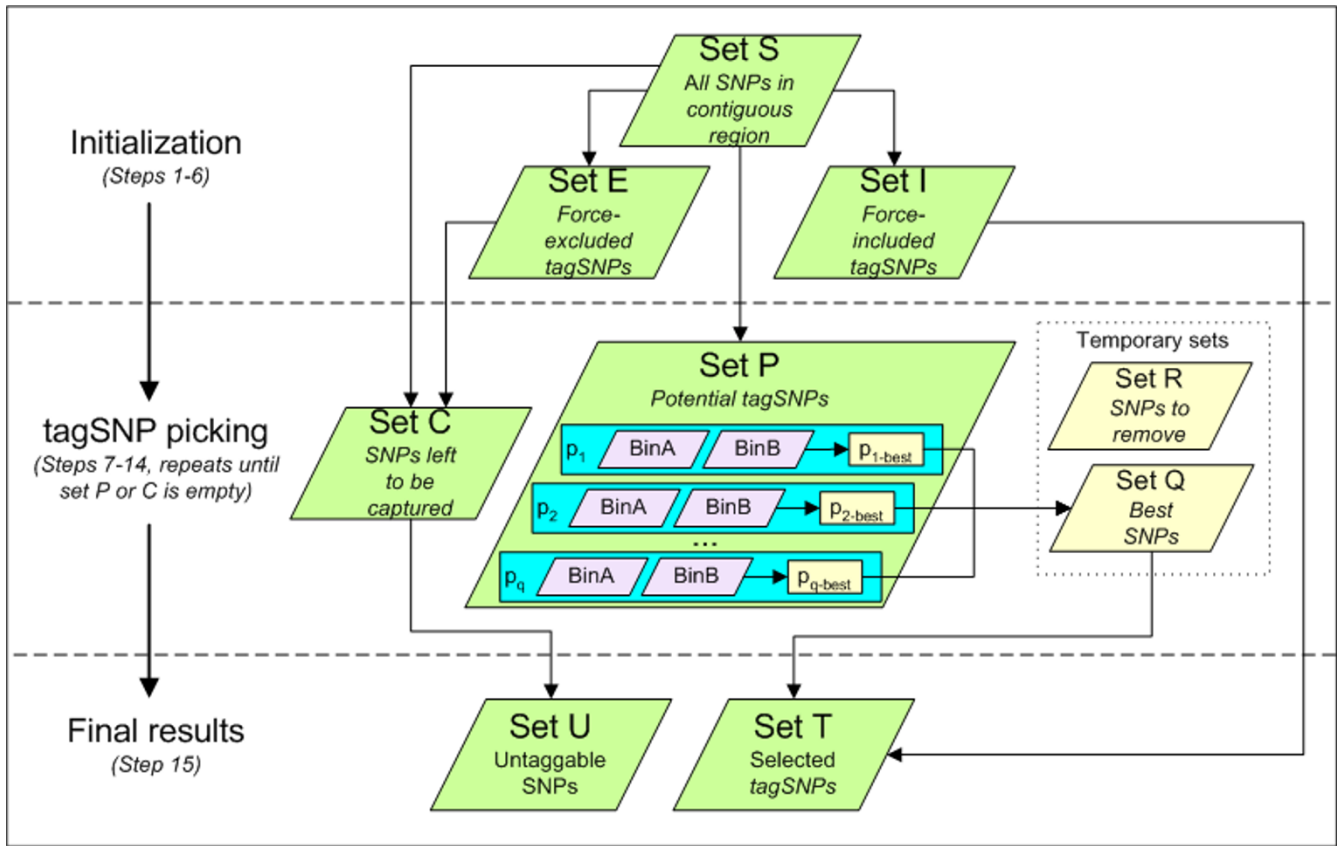 Set S
All SNPs in
contiguous
region
Initialization
(Steps 1-6)
Set E
Force-
excluded
tagSNPs
Set I
Force-
included
tagSNPs
Temporary sets
Set P
Potential tagSNPs
Set R
SNPs to
remove
tagSNP picking
(Steps 7-14, repeats until
set P or C is empty)
Set C
SNPs left
to be
captured
p1 BinA BinB p1-best
p2 BinA BinB p2-best
...
pq BinA BinB pq-best
Set Q
Best
SNPs
Final results
(Step 15)
Set U
Untaggable
SNPs
Set T
Selected
tagSNPs